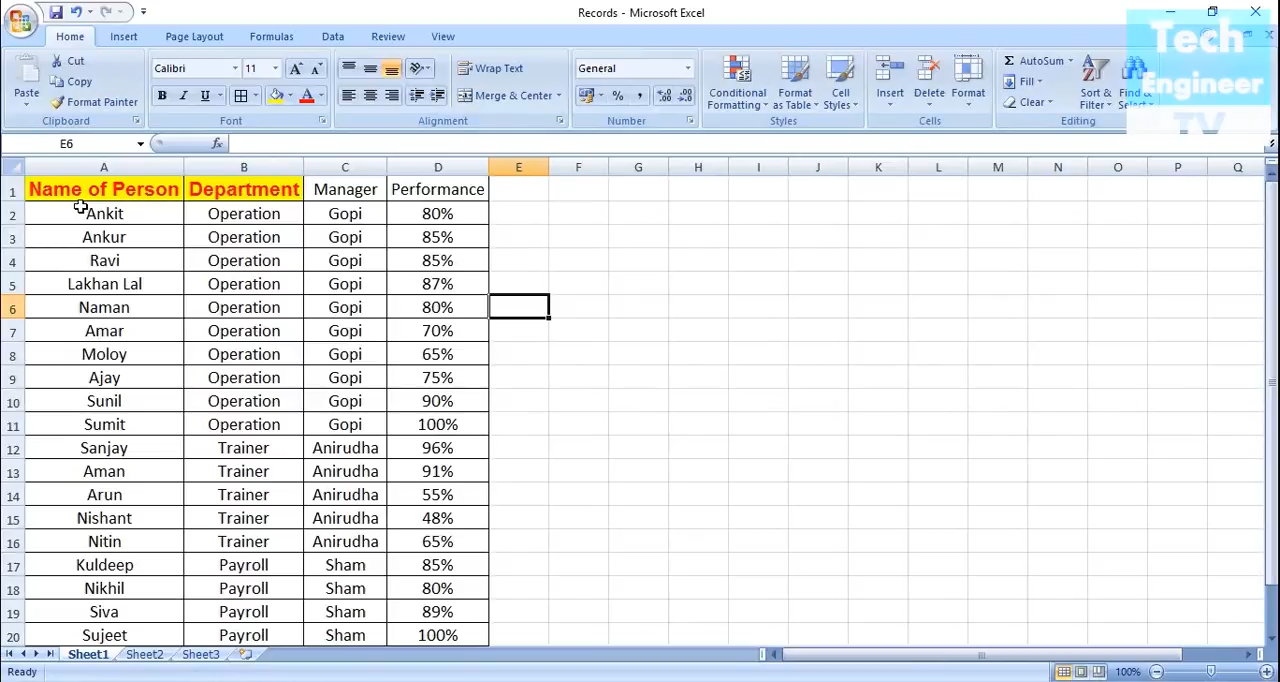 Records - Microsoft Excel
Home Insert Page Layout Formulas Data Review View
Tech
Engineer
TV
Paste Cut Copy Format Painter
Clipboard
Calibri 11
B I U A
Font
Wrap Text
Merge & Center
Alignment
General
%
Number
Conditional Formatting Format as Table Cell Styles
Styles
Insert Delete Format
Cells
Σ AutoSum
Fill
Clear
Sort & Filter Find & Select
Editing
E6 fx
A B C D E F G H I J K L M N O P Q
1 Name of Person Department Manager Performance
2 Ankit Operation Gopi 80%
3 Ankur Operation Gopi 85%
4 Ravi Operation Gopi 85%
5 Lakhan Lal Operation Gopi 87%
6 Naman Operation Gopi 80%
7 Amar Operation Gopi 70%
8 Moloy Operation Gopi 65%
9 Ajay Operation Gopi 75%
10 Sunil Operation Gopi 90%
11 Sumit Operation Gopi 100%
12 Sanjay Trainer Anirudha 96%
13 Aman Trainer Anirudha 91%
14 Arun Trainer Anirudha 55%
15 Nishant Trainer Anirudha 48%
16 Nitin Trainer Anirudha 65%
17 Kuldeep Payroll Sham 85%
18 Nikhil Payroll Sham 80%
19 Siva Payroll Sham 89%
20 Sujeet Payroll Sham 100%
Sheet1 Sheet2 Sheet3
Ready 100%